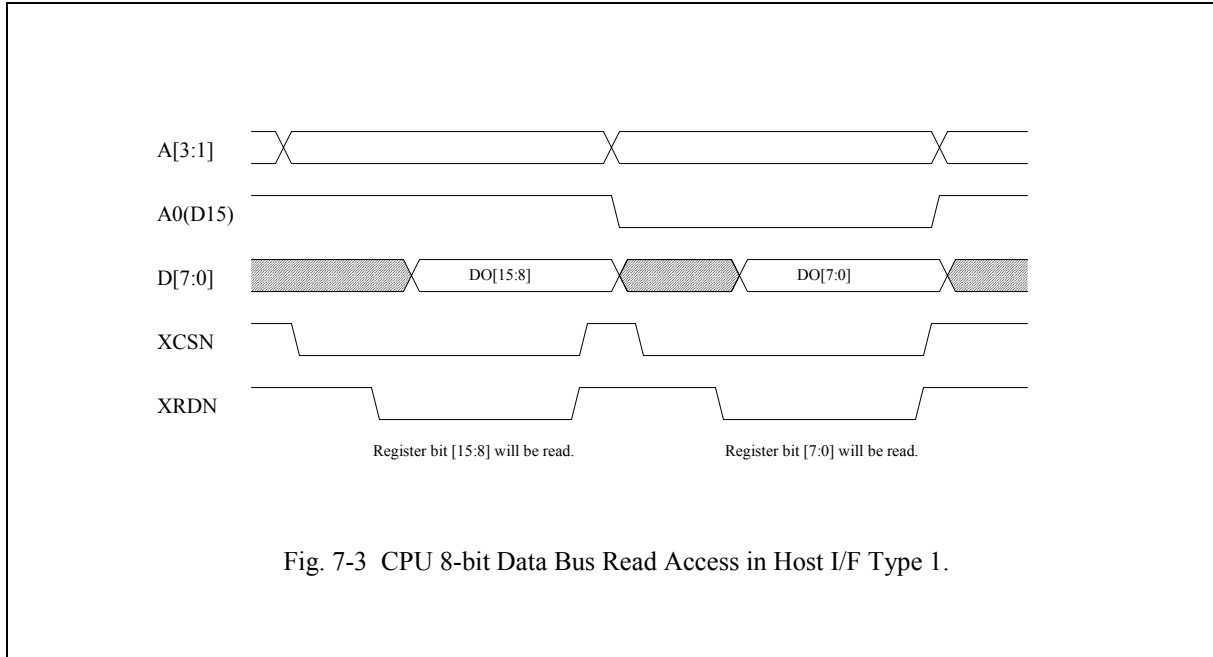 A[3:1]
A0(D15)
D[7:0] DO[15:8] DO[7:0]
XCSN
XRDN
Register bit [15:8] will be read. Register bit [7:0] will be read.
Fig. 7-3 CPU 8-bit Data Bus Read Access in Host I/F Type 1.